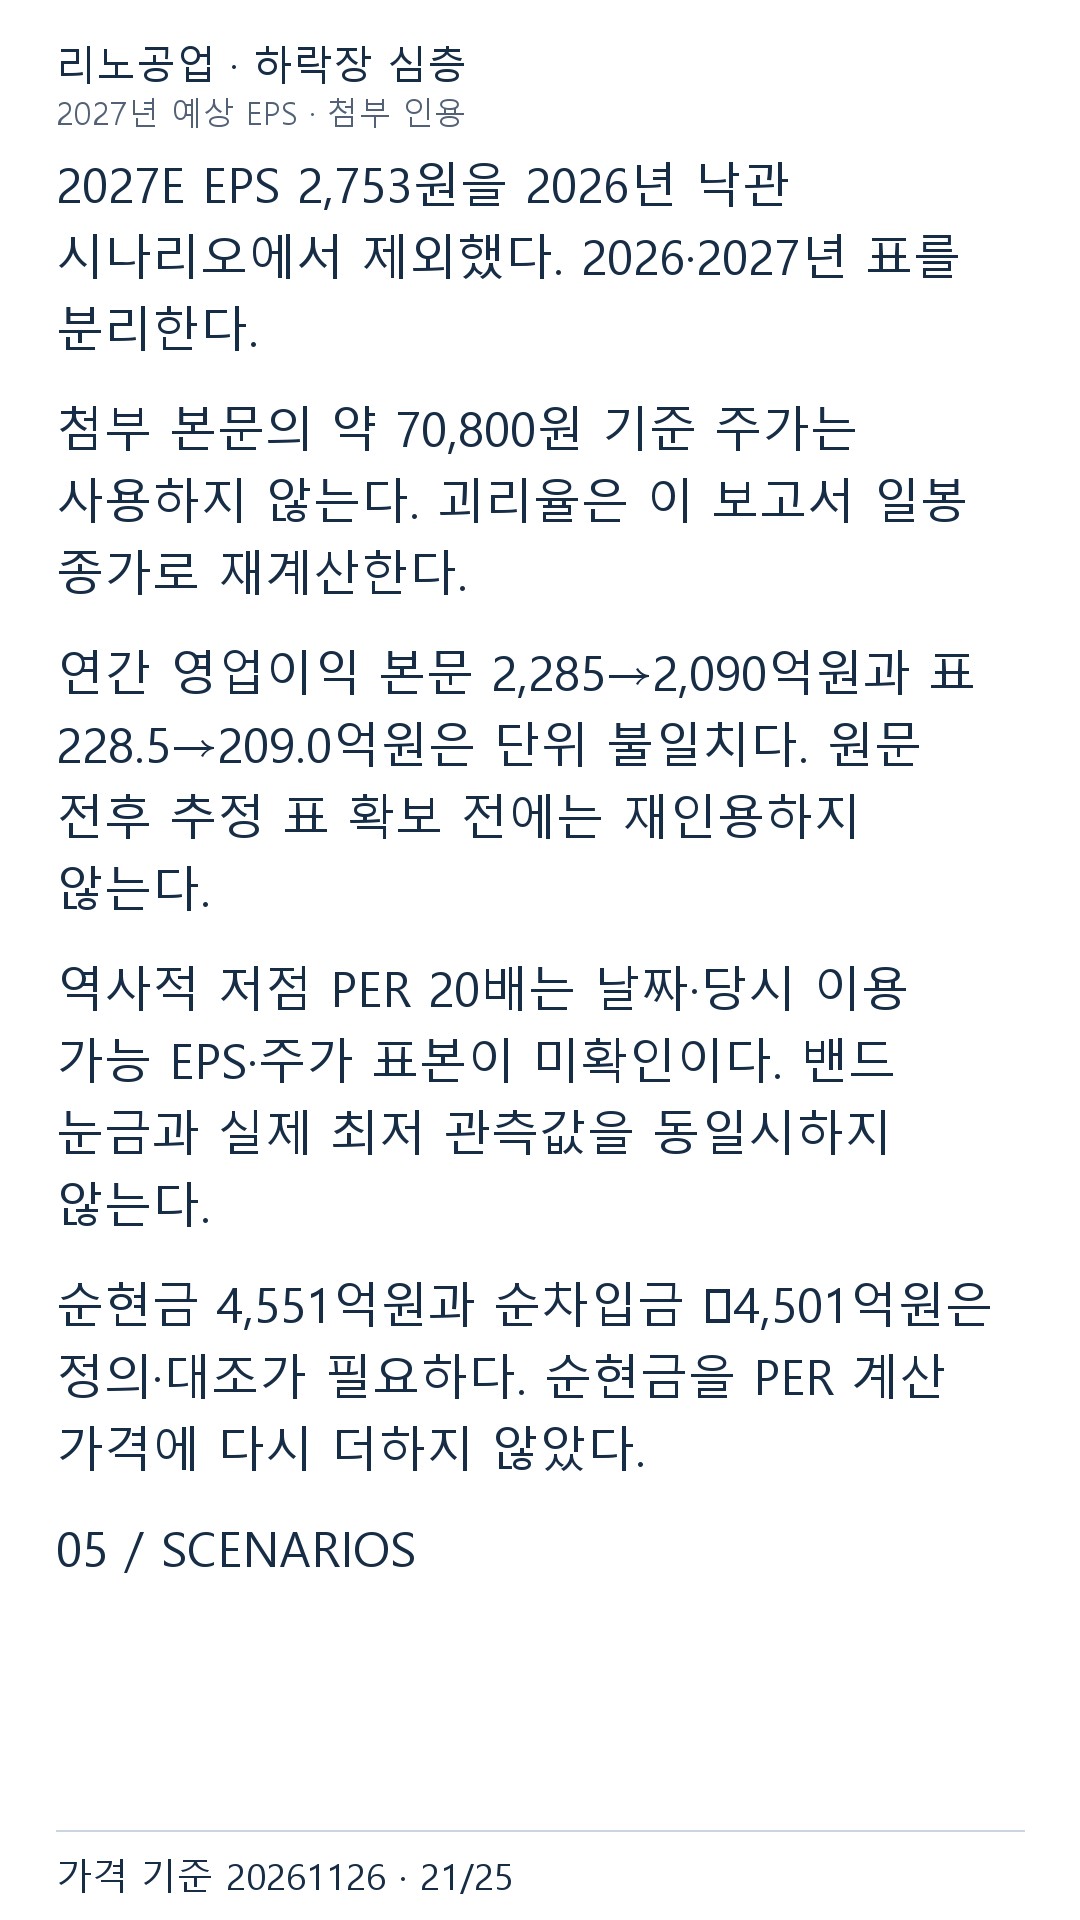 리노공업 · 하락장 심층
2027년 예상 EPS · 첨부 인용
2027E EPS 2,753원을 2026년 낙관
시나리오에서 제외했다. 2026·2027년 표를
분리한다.
첨부 본문의 약 70,800원 기준 주가는
사용하지 않는다. 괴리율은 이 보고서 일봉
종가로 재계산한다.
연간 영업이익 본문 2,285→2,090억원과 표
228.5→209.0억원은 단위 불일치다. 원문
전후 추정 표 확보 전에는 재인용하지
않는다.
역사적 저점 PER 20배는 날짜·당시 이용
가능 EPS·주가 표본이 미확인이다. 밴드
눈금과 실제 최저 관측값을 동일시하지
않는다.
순현금 4,551억원과 순차입금 □4,501억원은
정의·대조가 필요하다. 순현금을 PER 계산
가격에 다시 더하지 않았다.
05 / SCENARIOS
가격 기준 20261126 · 21/25